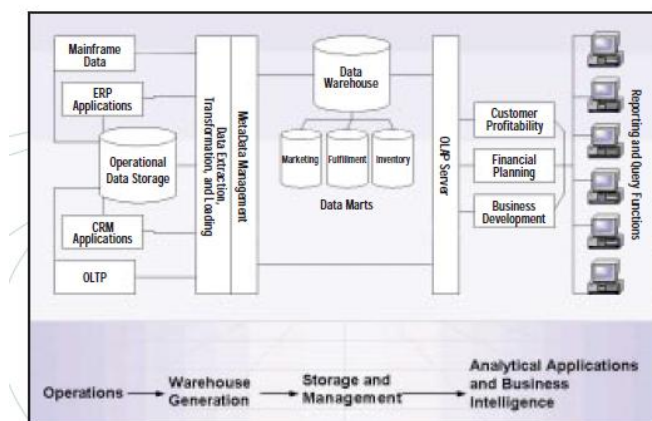 Mainframe
Data
ERP
Applications
Operational
Data Storage
CRM
Applications
OLTP
Data Extraction,
Transformation, and Loading
MetaData Management
Data
Warehouse
Marketing
Fulfillment
Inventory
Data Marts
OLAP Server
Customer
Profitability
Financial
Planning
Business
Development
Reporting and Query Functions
Operations
Warehouse
Generation
Storage and
Management
Analytical Applications
and Business
Intelligence